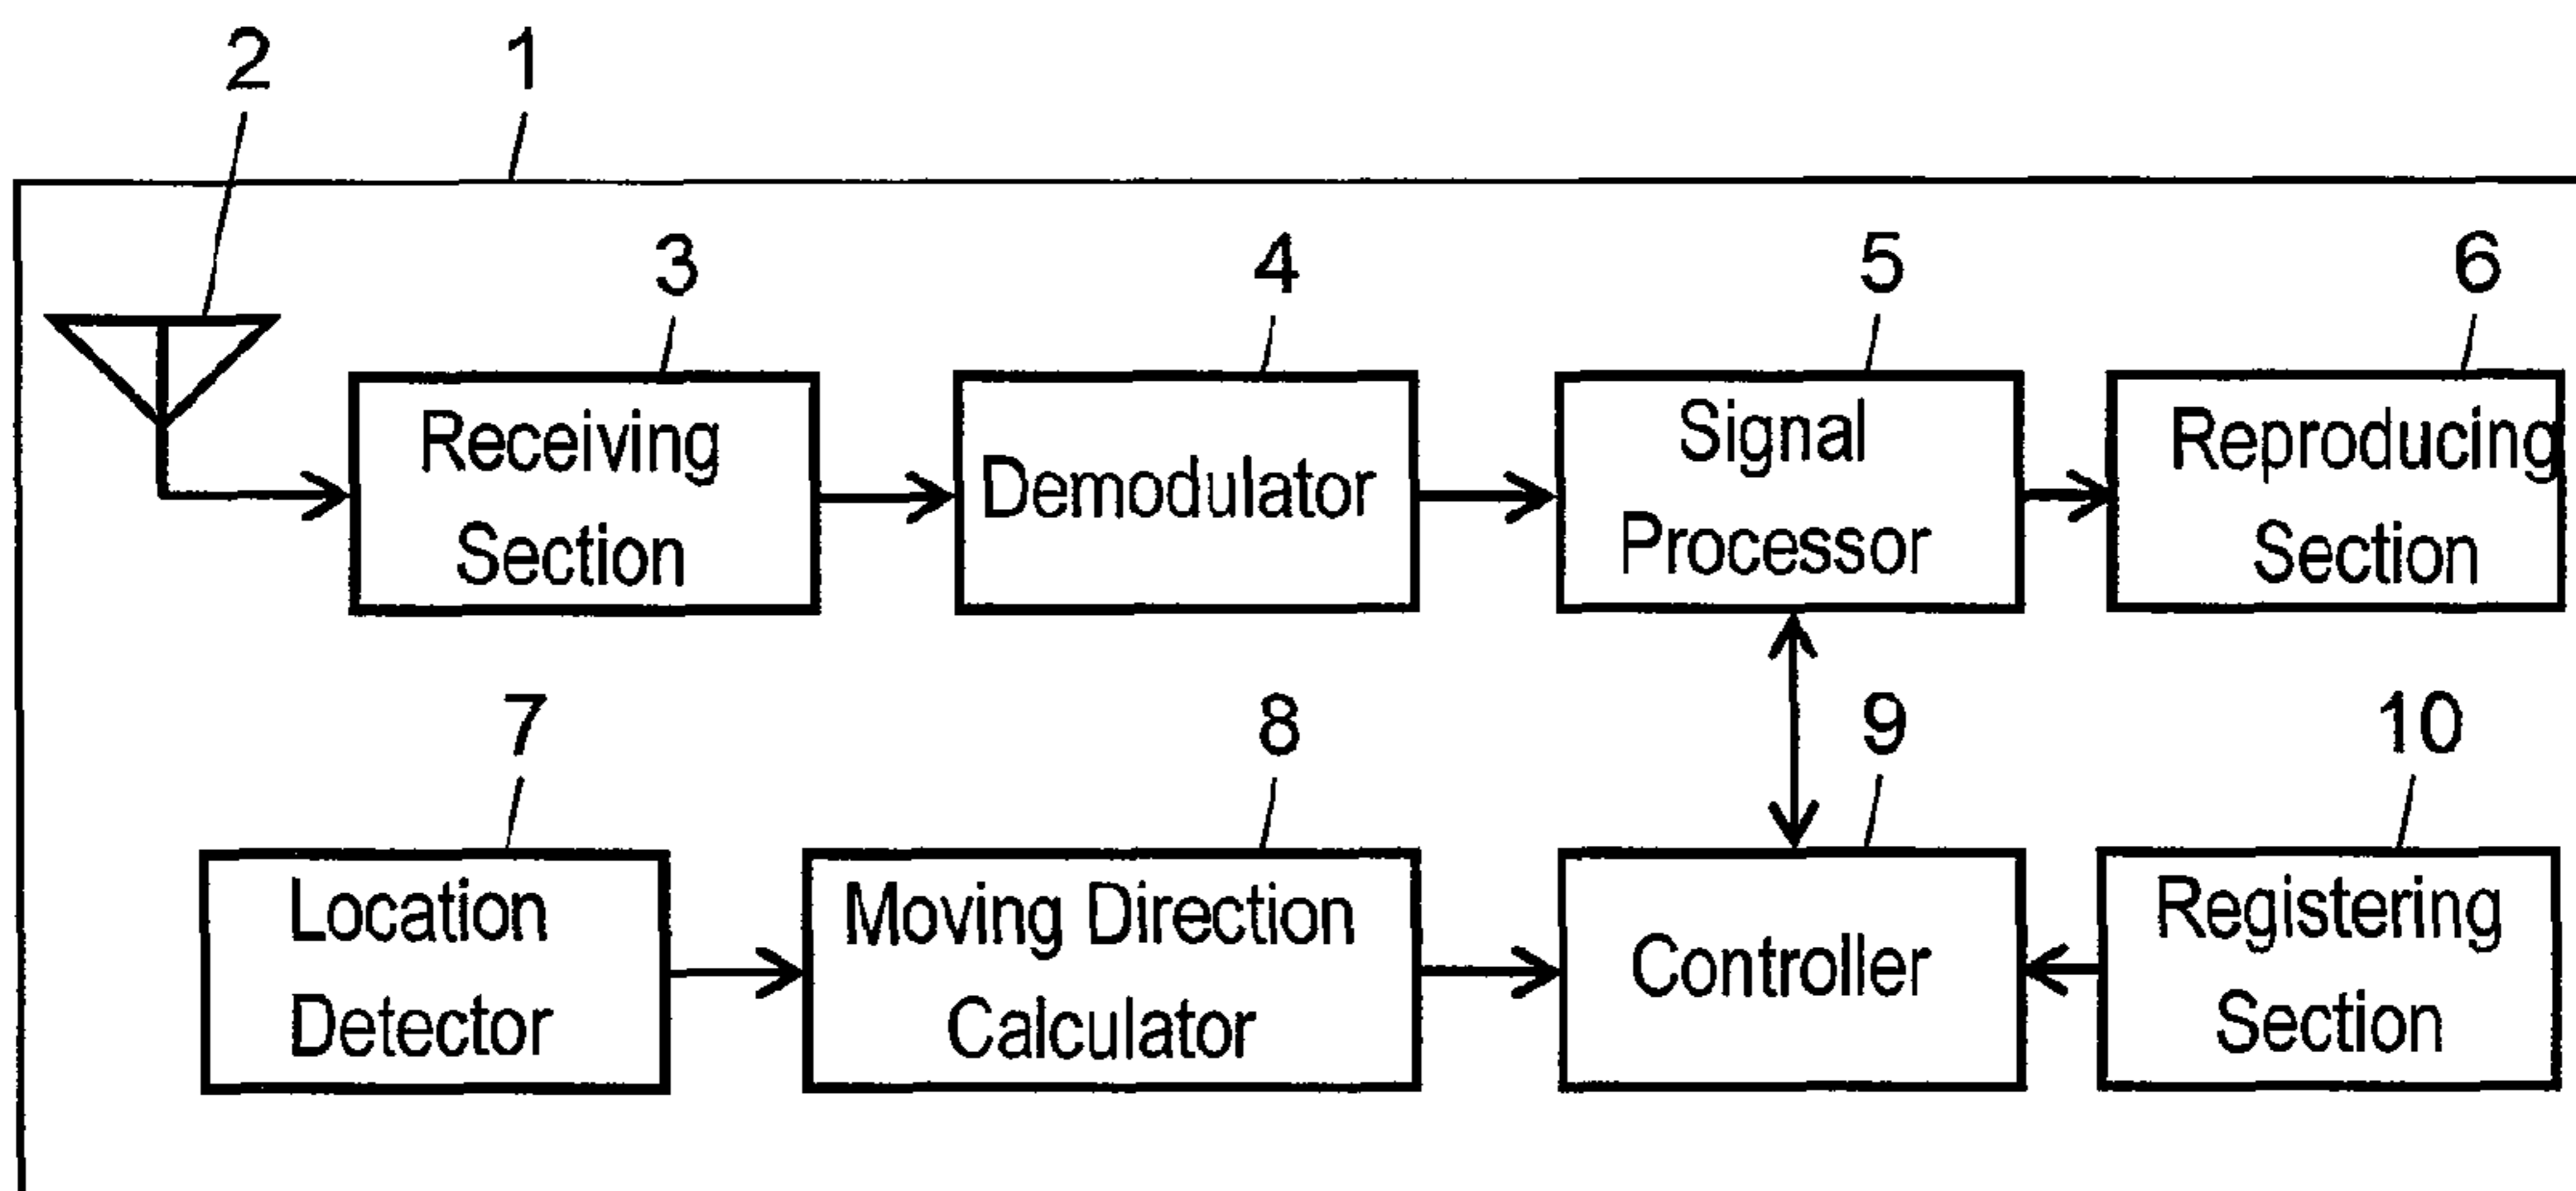 2
1
3
4
5
6
Receiving
Section
Demodulator
Signal
Processor
Reproducing
Section
7
8
9
10
Location
Detector
Moving Direction
Calculator
Controller
Registering
Section